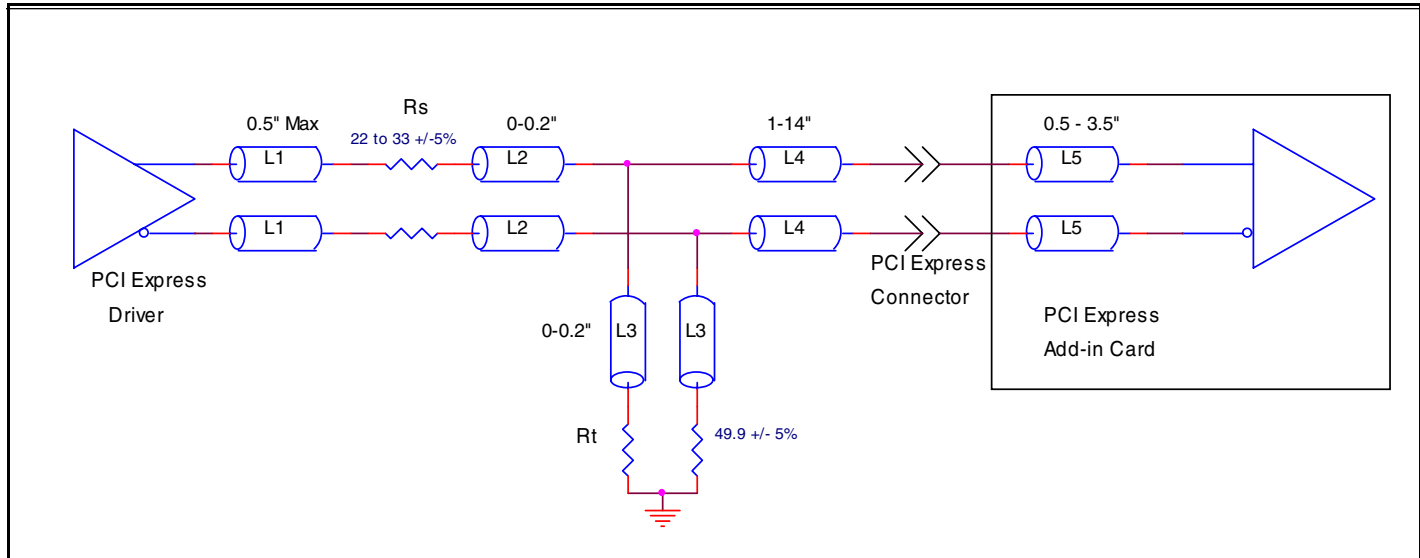 Rs
0.5" Max
22 to 33 +/-5%
0-0.2"
1-14"
0.5 - 3.5"
L1
L2
L4
L5
L1
L2
L4
L5
PCI Express
Driver
PCI Express
Connector
PCI Express
Add-in Card
0-0.2"
L3
L3
Rt
49.9 +/- 5%